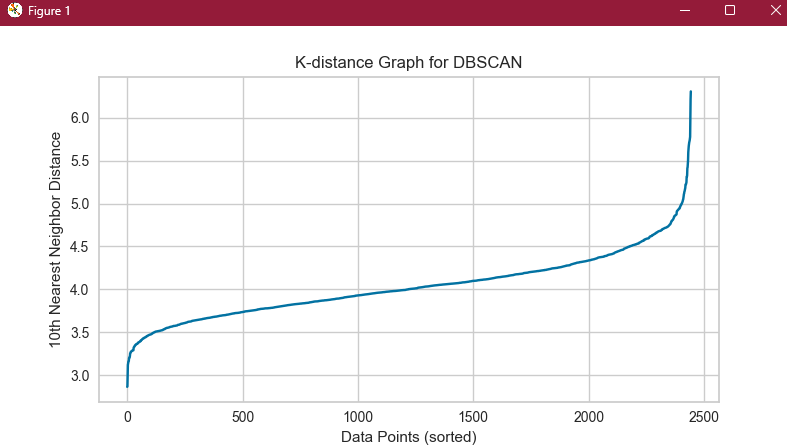 Figure 1
K-distance Graph for DBSCAN
10th Nearest Neighbor Distance
6.0
5.5
5.0
4.5
4.0
3.5
3.0
0 500 1000 1500 2000 2500
Data Points (sorted)